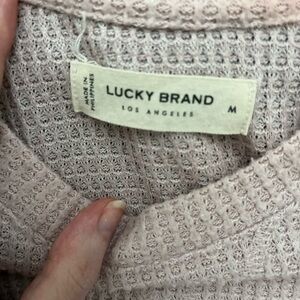 MADE IN
PHILIPPINES
LUCKY BRAND
LOS ANGELES
M